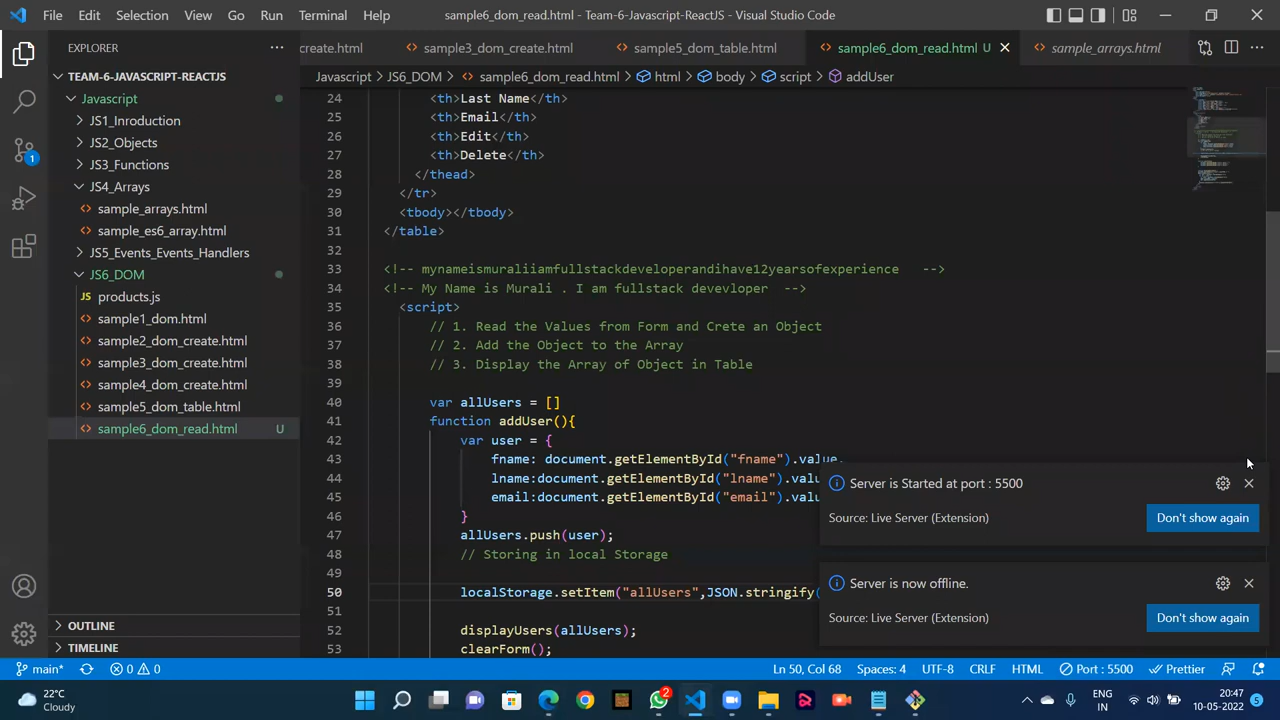 File Edit Selection View Go Run Terminal Help
sample6_dom_read.html - Team-6-Javascript-ReactJS - Visual Studio Code
EXPLORER
create.html sample3_dom_create.html sample5_dom_table.html sample6_dom_read.html U sample_arrays.html
TEAM-6-JAVASCRIPT-REACTJS
Javascript > JS6_DOM > sample6_dom_read.html > html > body > script > addUser
Javascript
JS1_Inroduction
JS2_Objects
JS3_Functions
JS4_Arrays
sample_arrays.html
sample_es6_array.html
JS5_Events_Events_Handlers
JS6_DOM
products.js
sample1_dom.html
sample2_dom_create.html
sample3_dom_create.html
sample4_dom_create.html
sample5_dom_table.html
sample6_dom_read.html U
OUTLINE
TIMELINE
24 <th>Last Name</th>
25 <th>Email</th>
26 <th>Edit</th>
27 <th>Delete</th>
28 </thead>
29 </tr>
30 <tbody></tbody>
31 </table>
32
33 <!-- mynameismuraliiamfullstackdeveloperandihave12yearsofexperience -->
34 <!-- My Name is Murali . I am fullstack devevloper -->
35 <script>
36 // 1. Read the Values from Form and Crete an Object
37 // 2. Add the Object to the Array
38 // 3. Display the Array of Object in Table
39
40 var allUsers = []
41 function addUser(){
42 var user = {
43 fname: document.getElementById("fname").value,
44 lname:document.getElementById("lname").valu
45 email:document.getElementById("email").valu
46 }
47 allUsers.push(user);
48 // Storing in local Storage
49
50 localStorage.setItem("allUsers",JSON.stringify(
51
52 displayUsers(allUsers);
53 clearForm();
Server is Started at port : 5500
Source: Live Server (Extension)
Don't show again
Server is now offline.
Source: Live Server (Extension)
Don't show again
1
main* 0 0 Ln 50, Col 68 Spaces: 4 UTF-8 CRLF HTML Port : 5500 Prettier
22°C
Cloudy
2
ENG
IN
20:47
10-05-2022
5